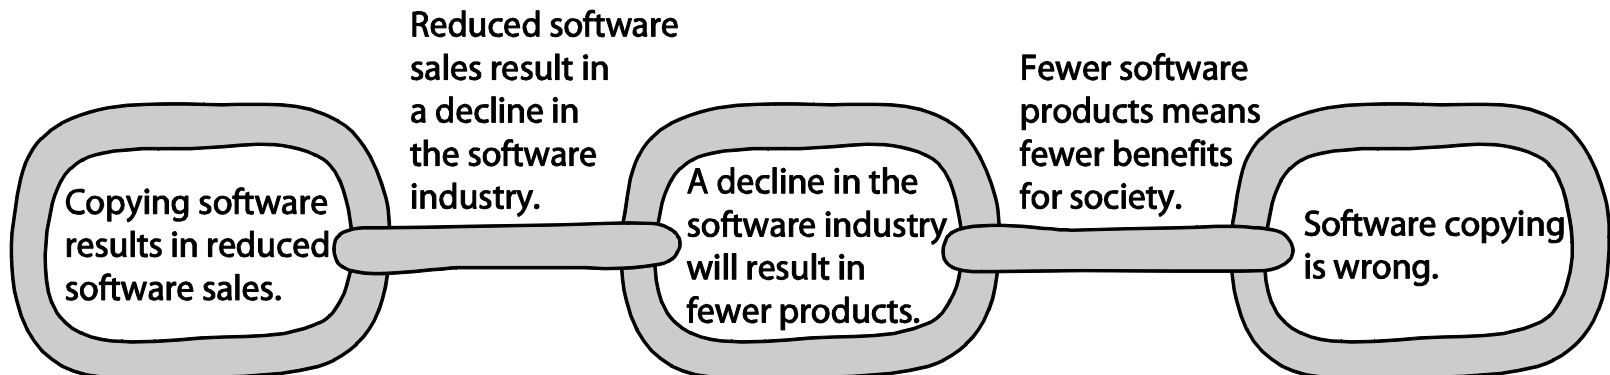 Copying software
results in reduced
software sales.
Reduced software
sales result in
a decline in
the software
industry.
A decline in the
software industry
will result in
fewer products.
Fewer software
products means
fewer benefits
for society.
Software copying
is wrong.